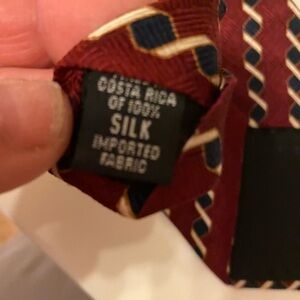 COSTA RICA
OF 100%
SILK
IMPORTED
FABRIC